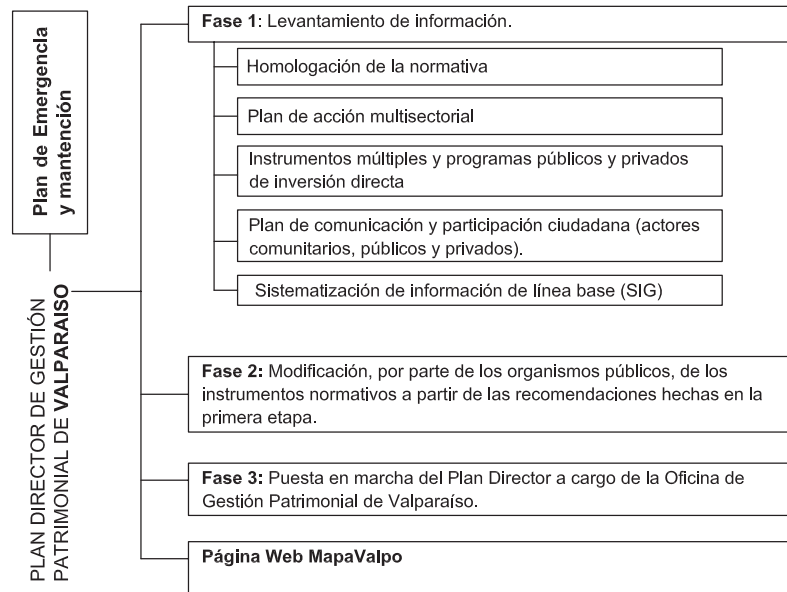 Plan de Emergencia
y mantención
PLAN DIRECTOR DE GESTIÓN
PATRIMONIAL DE VALPARAISO
Fase 1: Levantamiento de información.
Homologación de la normativa
Plan de acción multisectorial
Instrumentos múltiples y programas públicos y privados
de inversión directa
Plan de comunicación y participación ciudadana (actores
comunitarios, públicos y privados).
Sistematización de información de línea base (SIG)
Fase 2: Modificación, por parte de los organismos públicos, de los
instrumentos normativos a partir de las recomendaciones hechas en la
primera etapa.
Fase 3: Puesta en marcha del Plan Director a cargo de la Oficina de
Gestión Patrimonial de Valparaíso.
Página Web MapaValpo